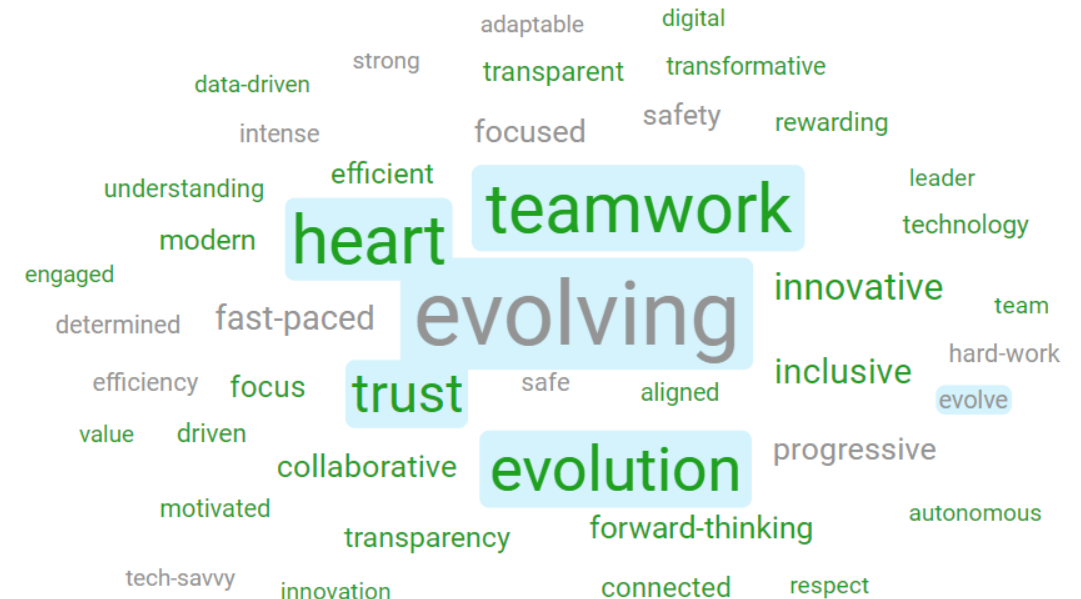 adaptable
digital
strong
transparent
transformative
data-driven
intense
focused
safety
rewarding
efficient
understanding
teamwork
leader
heart
modern
technology
engaged
evolving
innovative
team
determined
fast-paced
hard-work
efficiency
focus
trust
safe
aligned
inclusive
evolve
value
driven
progressive
collaborative
evolution
motivated
autonomous
transparency
forward-thinking
tech-savvy
innovation
connected
respect